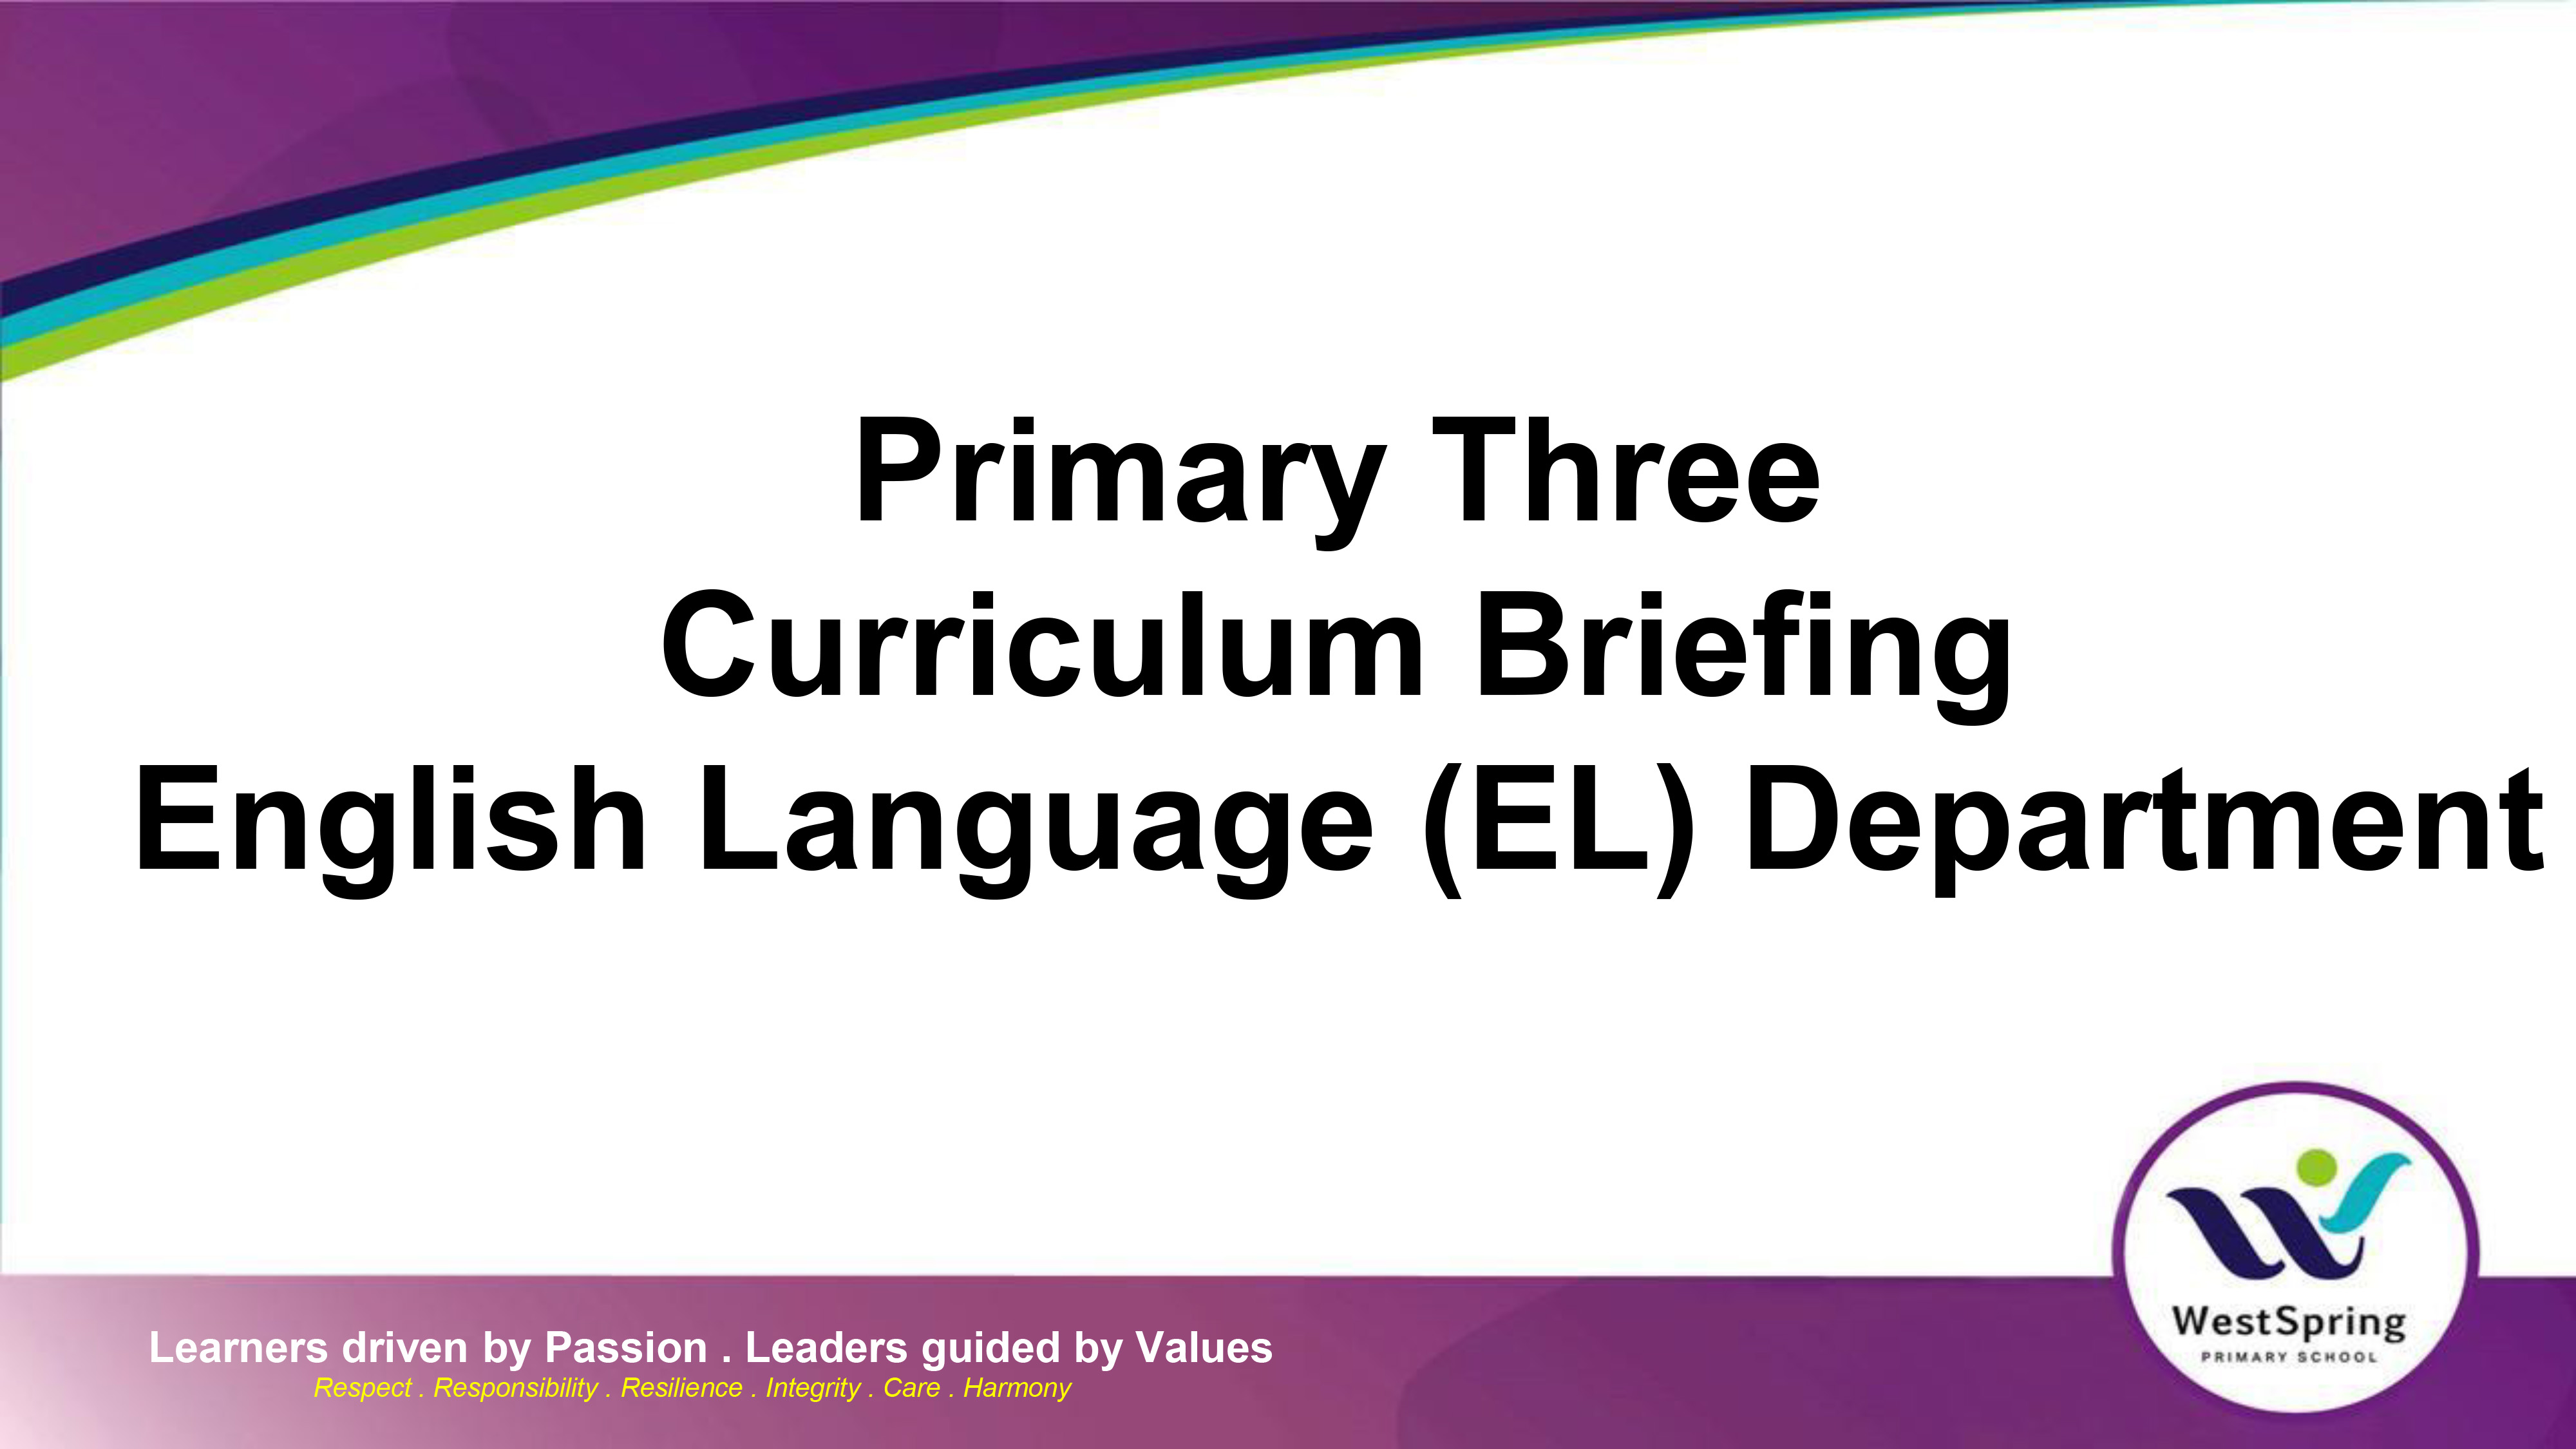 Primary Three
Curriculum Briefing
English Language (EL) Department
Learners driven by Passion . Leaders guided by Values
Respect . Responsibility . Resilience . Integrity . Care . Harmony
WestSpring
PRIMARY SCHOOL